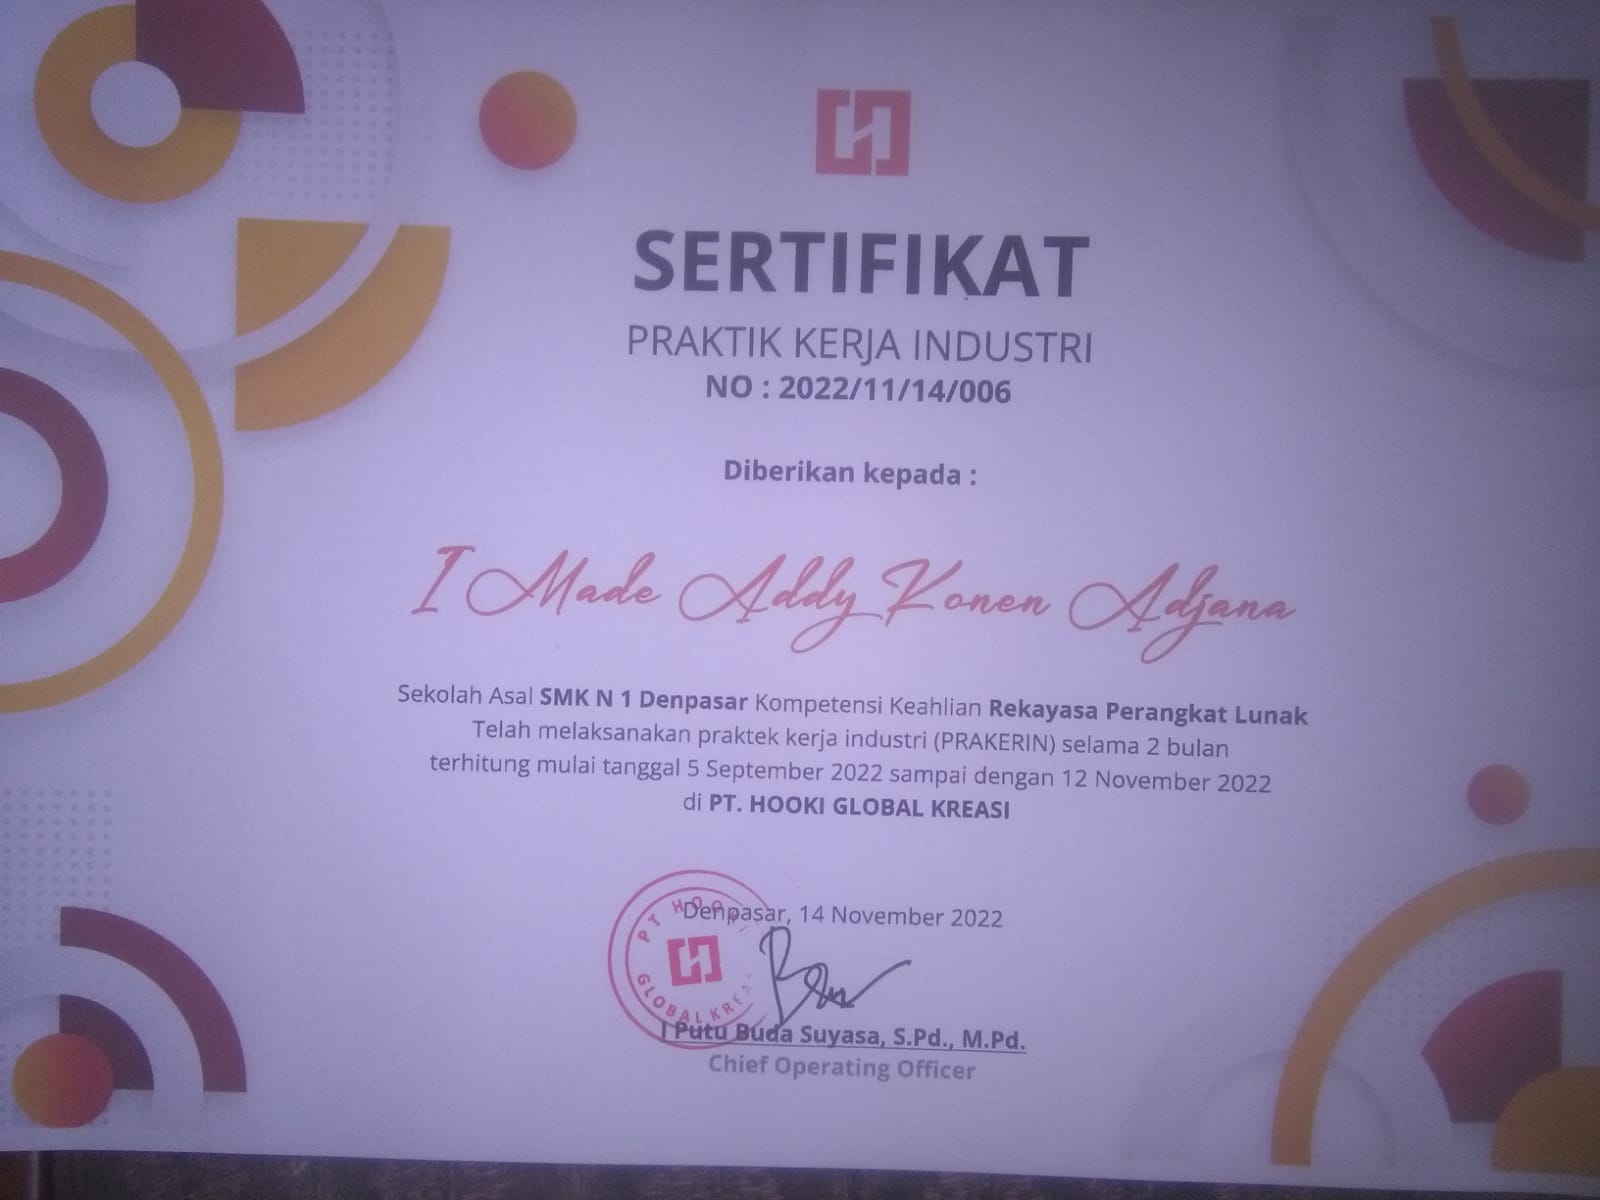 SERTIFIKAT
PRAKTIK KERJA INDUSTRI
NO : 2022/11/14/006
Diberikan kepada :
I Made Addy Konen Adjana
Sekolah Asal SMK N 1 Denpasar Kompetensi Keahlian Rekayasa Perangkat Lunak
Telah melaksanakan praktek kerja industri (PRAKERIN) selama 2 bulan
terhitung mulai tanggal 5 September 2022 sampai dengan 12 November 2022
di PT. HOOKI GLOBAL KREASI
Denpasar, 14 November 2022
PT HOOKI
GLOBAL KREASI
I Putu Buda Suyasa, S.Pd., M.Pd.
Chief Operating Officer